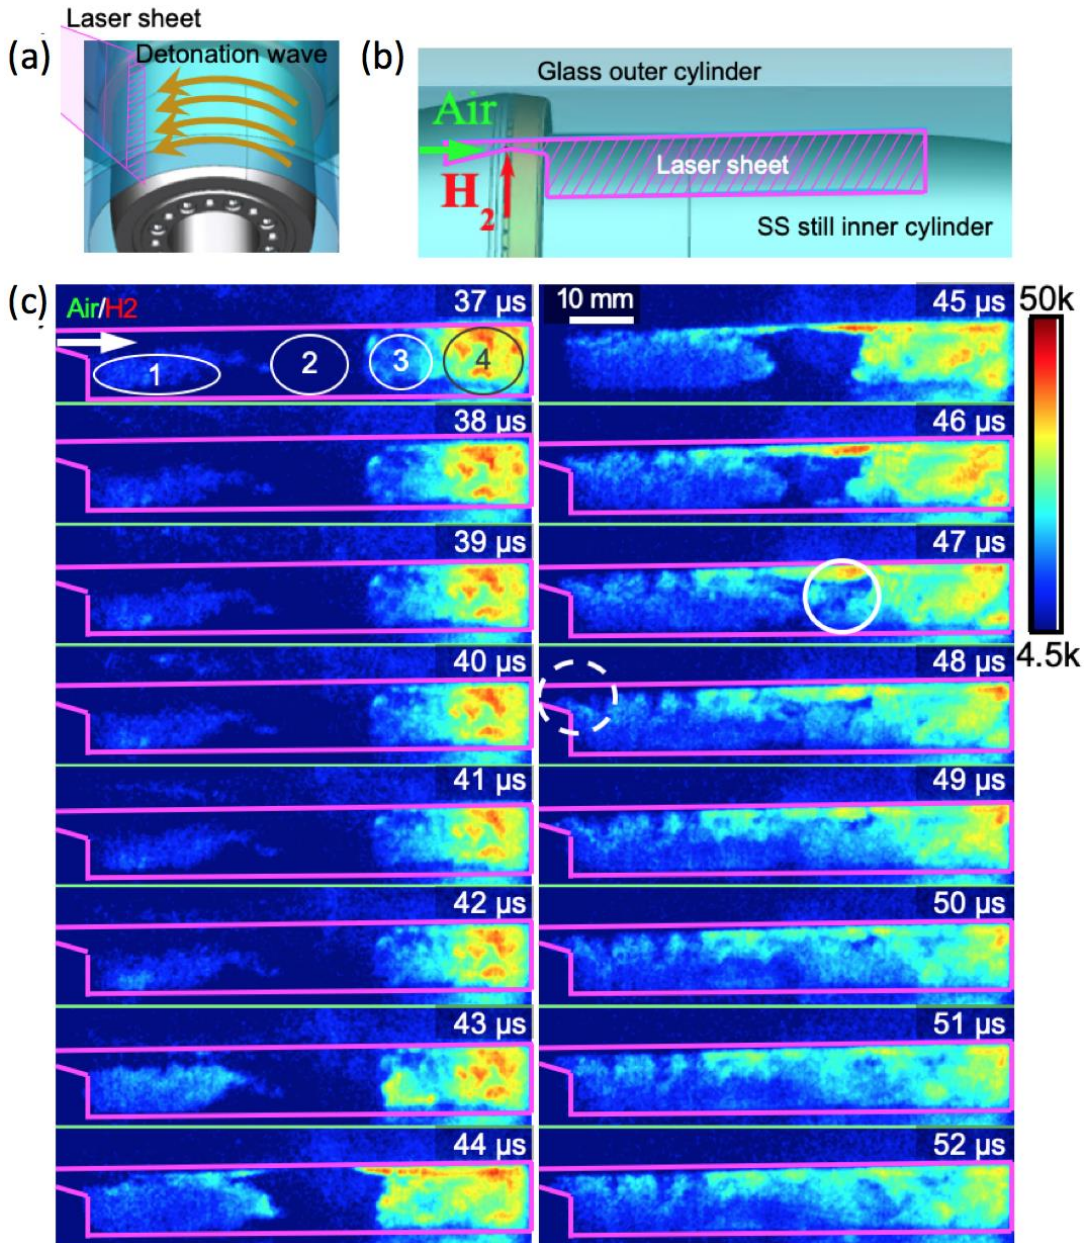 Laser sheet
(a)
Detonation wave
(b)
Glass outer cylinder
Air
Laser sheet
H2
SS still inner cylinder
(c)
Air/H2
37 µs
1
2
3
4
38 µs
39 µs
40 µs
41 µs
42 µs
43 µs
44 µs
10 mm
45 µs
46 µs
47 µs
48 µs
49 µs
50 µs
51 µs
52 µs
50k
4.5k